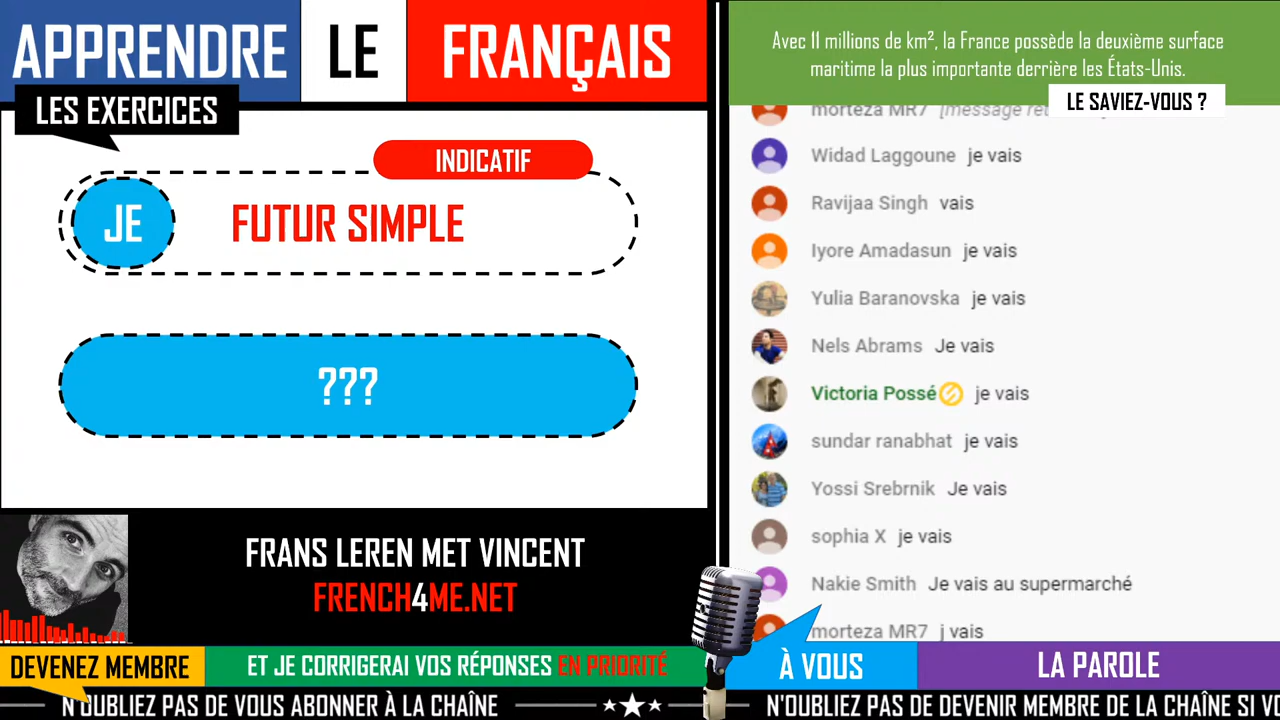 APPRENDRE LE FRANÇAIS
LES EXERCICES
INDICATIF
JE FUTUR SIMPLE
???
FRANS LEREN MET VINCENT
FRENCH4ME.NET
DEVENEZ MEMBRE
ET JE CORRIGERAI VOS RÉPONSES EN PRIORITÉ
N'OUBLIEZ PAS DE VOUS ABONNER À LA CHAÎNE
Avec 11 millions de km², la France possède la deuxième surface
maritime la plus importante derrière les États-Unis.
LE SAVIEZ-VOUS ?
morteza MR7 [message
Widad Laggoune je vais
Ravijaa Singh vais
Iyore Amadasun je vais
Yulia Baranovska je vais
Nels Abrams Je vais
Victoria Possé je vais
sundar ranabhat je vais
Yossi Srebrnik Je vais
sophia X je vais
Nakie Smith Je vais au supermarché
morteza MR7 j vais
À VOUS LA PAROLE
N'OUBLIEZ PAS DE DEVENIR MEMBRE DE LA CHAÎNE SI